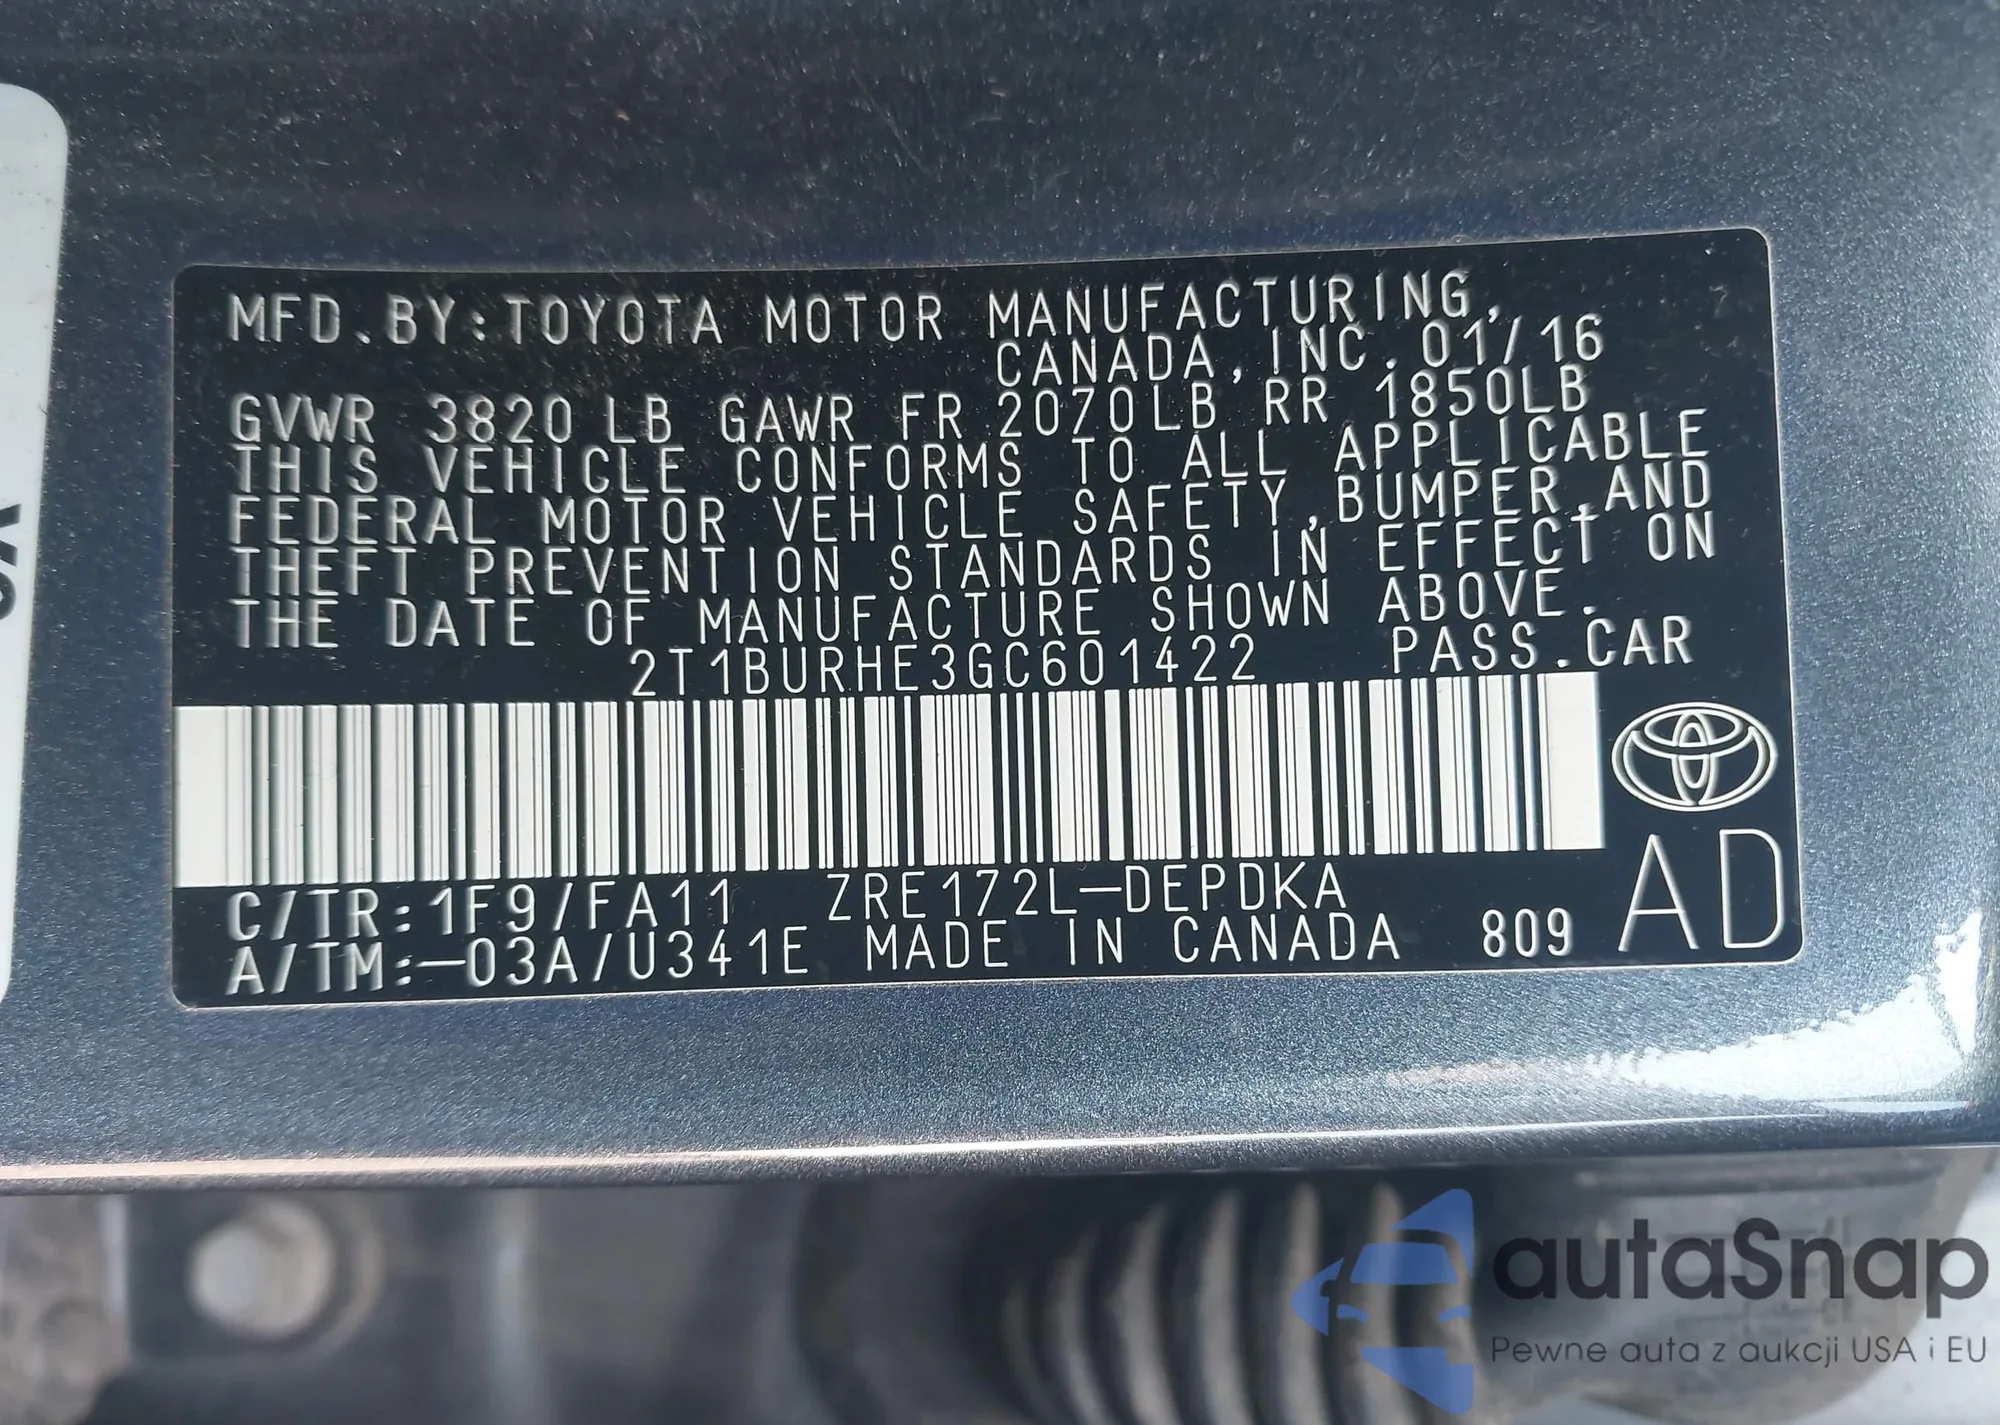 MFD.BY:TOYOTA MOTOR MANUFACTURING,
CANADA,INC.01/16
GVWR 3820LB GAWR FR 2070LB RR 1850LB
THIS VEHICLE CONFORMS TO ALL APPLICABLE
FEDERAL MOTOR VEHICLE SAFETY,BUMPER,AND
THEFT PREVENTION STANDARDS IN EFFECT ON
THE DATE OF MANUFACTURE SHOWN ABOVE.
2T1BURHE3GC601422 PASS.CAR
C/TR:1F9/FA11 ZRE172L-DEPDKA
A/TM:-03A/U341E MADE IN CANADA 809 AD
autaSnap
Pewne auta z aukcji USA i EU